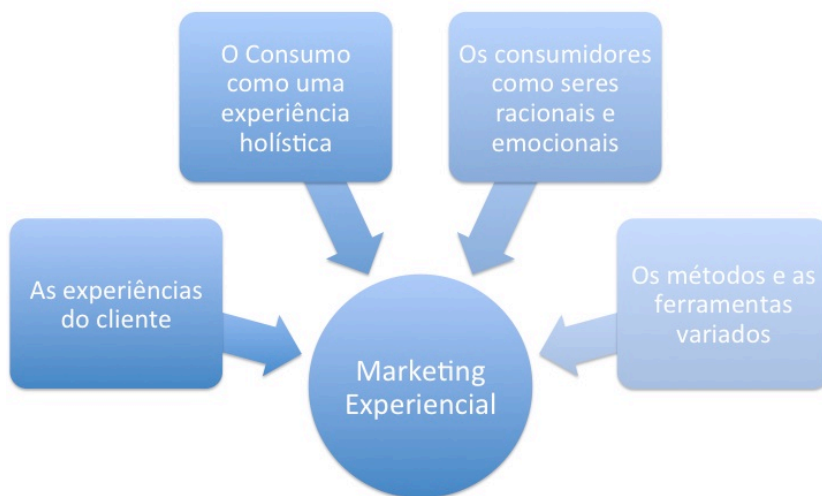 O Consumo
como uma
experiência
holística
Os consumidores
como seres
racionais e
emocionais
As experiências
do cliente
Os métodos e as
ferramentas
variados
Marketing
Experiencial